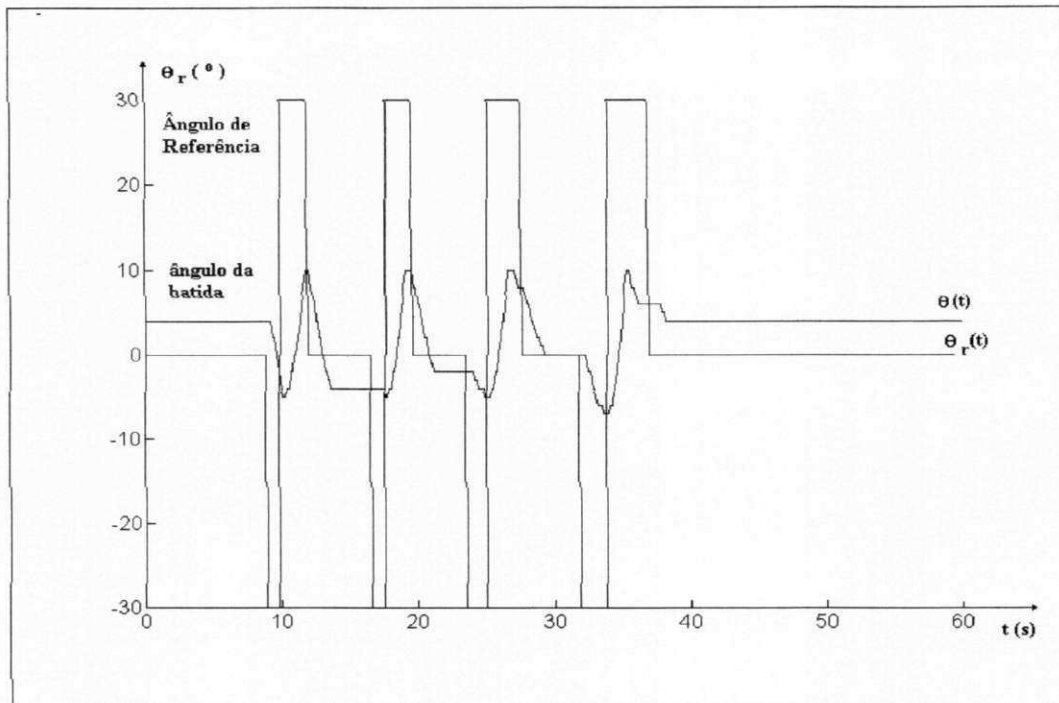 θr ( º )
30
Ângulo de
Referência
20
10
ângulo da
batida
θ(t)
θr(t)
0
-10
-20
-30
0
10
20
30
40
50
60
t (s)